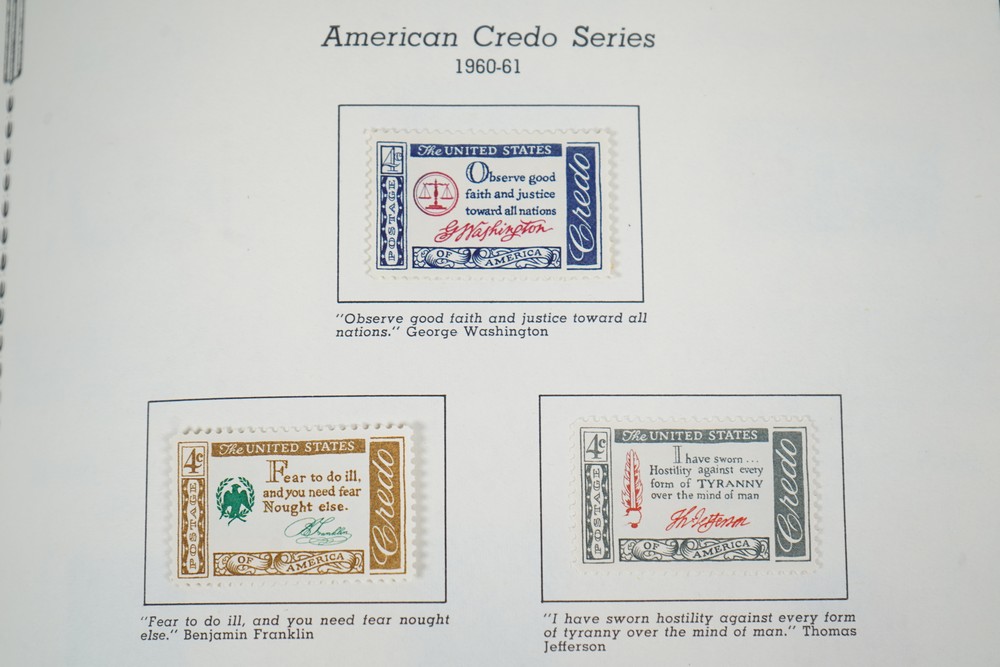 American Credo Series
1960-61
The UNITED STATES
4c
POSTAGE
Observe good
faith and justice
toward all nations
G Washington
OF AMERICA
Credo
"Observe good faith and justice toward all
nations." George Washington
The UNITED STATES
4c
POSTAGE
Fear to do ill,
and you need fear
Nought else.
B Franklin
OF AMERICA
Credo
"Fear to do ill, and you need fear nought
else." Benjamin Franklin
The UNITED STATES
4c
POSTAGE
I have sworn ...
Hostility against every
form of TYRANNY
over the mind of man
Th Jefferson
OF AMERICA
Credo
"I have sworn hostility against every form
of tyranny over the mind of man." Thomas
Jefferson